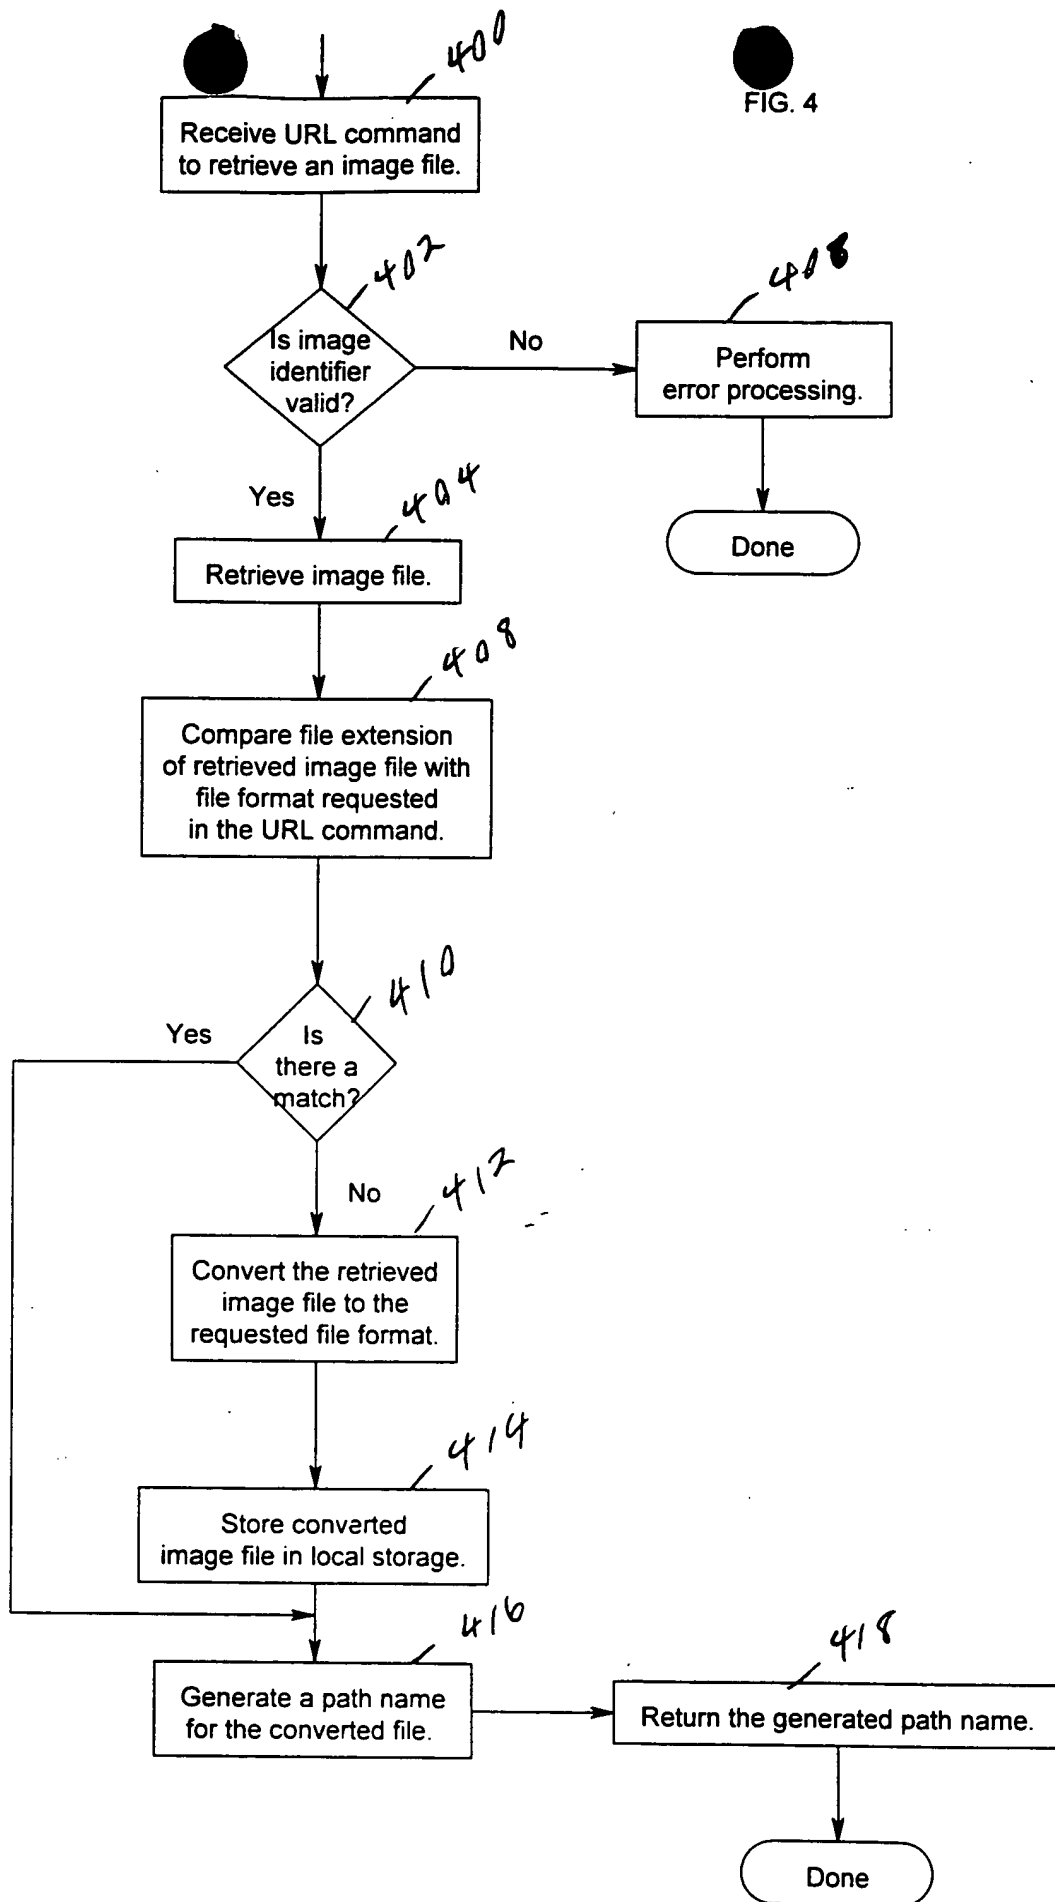 400
FIG. 4
Receive URL command
to retrieve an image file.
402
Is image
identifier
valid?
No
408
Perform
error processing.
Yes
404
Done
Retrieve image file.
408
Compare file extension
of retrieved image file with
file format requested
in the URL command.
410
Yes
Is
there a
match?
No
412
Convert the retrieved
image file to the
requested file format.
414
Store converted
image file in local storage.
416
418
Generate a path name
for the converted file.
Return the generated path name.
Done